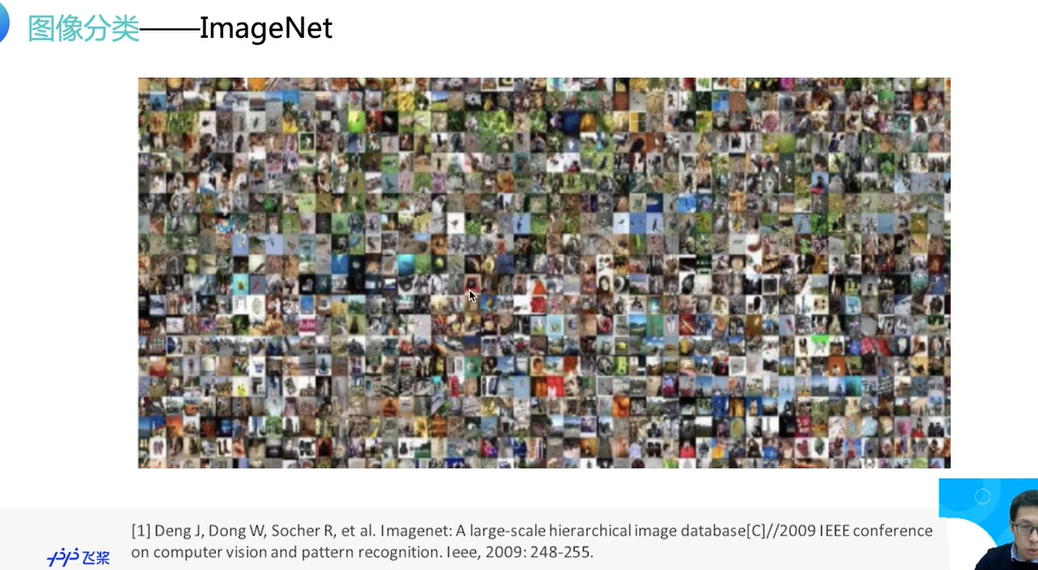 图像分类——ImageNet
[1] Deng J, Dong W, Socher R, et al. Imagenet: A large-scale hierarchical image database[C]//2009 IEEE conference
on computer vision and pattern recognition. Ieee, 2009: 248-255.
飞桨